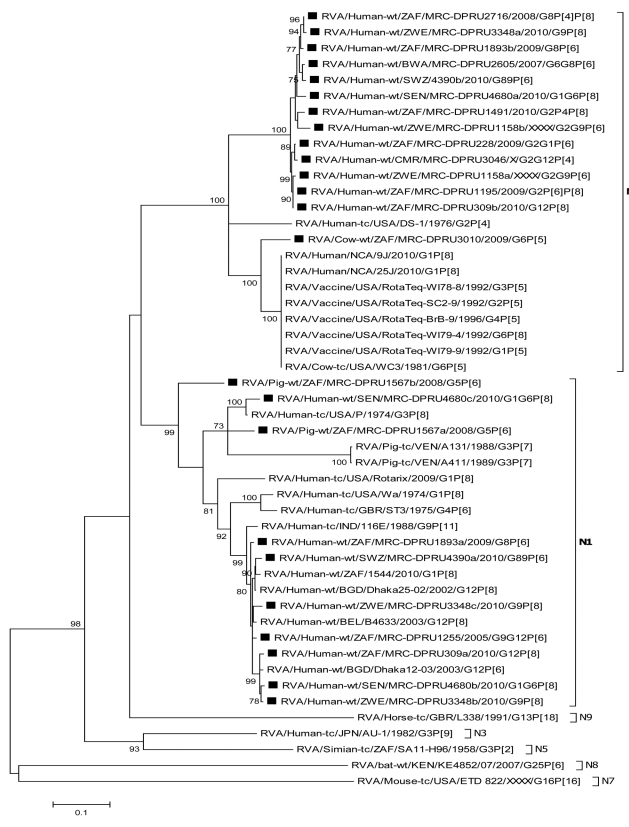 96
RVA/Human-wt/ZAF/MRC-DPRU2716/2008/G8P[4]P[8]
94
RVA/Human-wt/ZWE/MRC-DPRU3348a/2010/G9P[8]
77
RVA/Human-wt/ZAF/MRC-DPRU1893b/2009/G8P[6]
RVA/Human-wt/BWA/MRC-DPRU2605/2007/G6G8P[6]
75
RVA/Human-wt/SWZ/4390b/2010/G89P[6]
RVA/Human-wt/SEN/MRC-DPRU4680a/2010/G1G6P[8]
RVA/Human-wt/ZAF/MRC-DPRU1491/2010/G2P4P[8]
100
RVA/Human-wt/ZWE/MRC-DPRU1158b/XXXX/G2G9P[6]
RVA/Human-wt/ZAF/MRC-DPRU228/2009/G2G1P[6]
89
RVA/Human-wt/CMR/MRC-DPRU3046/X/G2G12P[4]
RVA/Human-wt/ZWE/MRC-DPRU1158a/XXXX/G2G9P[6]
99
RVA/Human-wt/ZAF/MRC-DPRU1195/2009/G2P[6]P[8]
90
RVA/Human-wt/ZAF/MRC-DPRU309b/2010/G12P[8]
100
RVA/Human-tc/USA/DS-1/1976/G2P[4]
RVA/Cow-wt/ZAF/MRC-DPRU3010/2009/G6P[5]
RVA/Human/NCA/9J/2010/G1P[8]
100
RVA/Human/NCA/25J/2010/G1P[8]
RVA/Vaccine/USA/RotaTeq-WI78-8/1992/G3P[5]
RVA/Vaccine/USA/RotaTeq-SC2-9/1992/G2P[5]
100
RVA/Vaccine/USA/RotaTeq-BrB-9/1996/G4P[5]
RVA/Vaccine/USA/RotaTeq-WI79-4/1992/G6P[8]
RVA/Vaccine/USA/RotaTeq-WI79-9/1992/G1P[5]
RVA/Cow-tc/USA/WC3/1981/G6P[5]
RVA/Pig-wt/ZAF/MRC-DPRU1567b/2008/G5P[6]
100
RVA/Human-wt/SEN/MRC-DPRU4680c/2010/G1G6P[8]
RVA/Human-tc/USA/P/1974/G3P[8]
99
73
RVA/Pig-wt/ZAF/MRC-DPRU1567a/2008/G5P[6]
RVA/Pig-tc/VEN/A131/1988/G3P[7]
100
RVA/Pig-tc/VEN/A411/1989/G3P[7]
RVA/Human-tc/USA/Rotarix/2009/G1P[8]
81
100
RVA/Human-tc/USA/Wa/1974/G1P[8]
RVA/Human-tc/GBR/ST3/1975/G4P[6]
92
RVA/Human-tc/IND/116E/1988/G9P[11]
RVA/Human-wt/ZAF/MRC-DPRU1893a/2009/G8P[6]
N1
99
RVA/Human-wt/SWZ/MRC-DPRU4390a/2010/G89P[6]
90
RVA/Human-wt/ZAF/1544/2010/G1P[8]
80
RVA/Human-wt/BGD/Dhaka25-02/2002/G12P[8]
RVA/Human-wt/ZWE/MRC-DPRU3348c/2010/G9P[8]
RVA/Human-wt/BEL/B4633/2003/G12P[8]
98
RVA/Human-wt/ZAF/MRC-DPRU1255/2005/G9G12P[6]
RVA/Human-wt/ZAF/MRC-DPRU309a/2010/G12P[8]
RVA/Human-wt/BGD/Dhaka12-03/2003/G12P[6]
99
RVA/Human-wt/SEN/MRC-DPRU4680b/2010/G1G6P[8]
78
RVA/Human-wt/ZWE/MRC-DPRU3348b/2010/G9P[8]
RVA/Horse-tc/GBR/L338/1991/G13P[18] N9
RVA/Human-tc/JPN/AU-1/1982/G3P[9] N3
93
RVA/Simian-tc/ZAF/SA11-H96/1958/G3P[2] N5
RVA/bat-wt/KEN/KE4852/07/2007/G25P[6] N8
RVA/Mouse-tc/USA/ETD 822/XXXX/G16P[16] N7
0.1